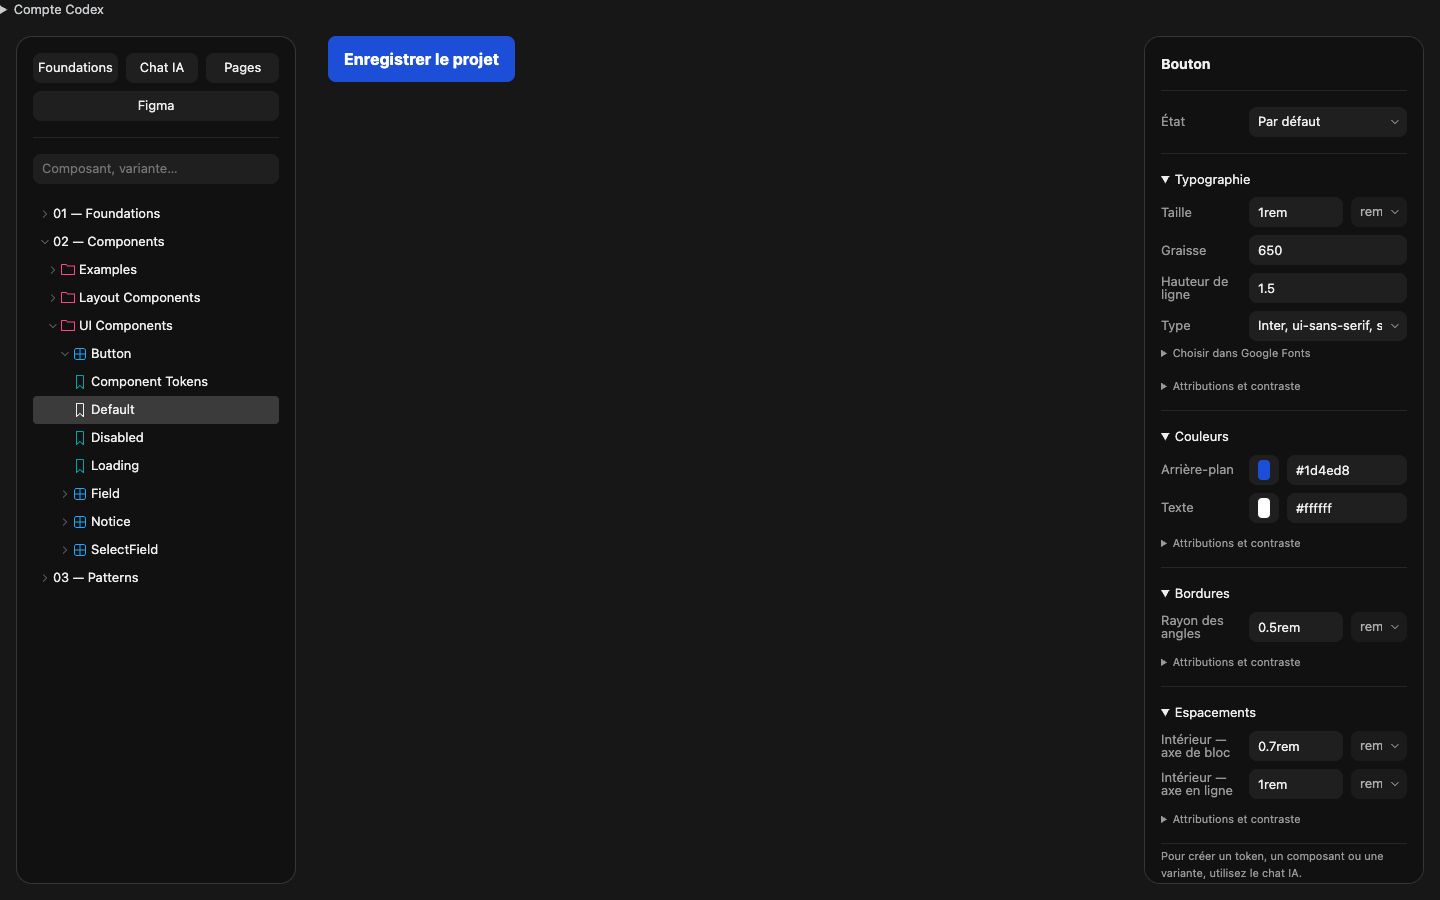 Compte Codex
Foundations
Chat IA
Pages
Figma
Composant, variante...
01 — Foundations
02 — Components
Examples
Layout Components
UI Components
Button
Component Tokens
Default
Disabled
Loading
Field
Notice
SelectField
03 — Patterns
Enregistrer le projet
Bouton
État
Par défaut
Typographie
Taille
1rem
rem
Graisse
650
Hauteur de
ligne
1.5
Type
Inter, ui-sans-serif, s
Choisir dans Google Fonts
Attributions et contraste
Couleurs
Arrière-plan
#1d4ed8
Texte
#ffffff
Attributions et contraste
Bordures
Rayon des
angles
0.5rem
rem
Attributions et contraste
Espacements
Intérieur —
axe de bloc
0.7rem
rem
Intérieur —
axe en ligne
1rem
rem
Attributions et contraste
Pour créer un token, un composant ou une
variante, utilisez le chat IA.